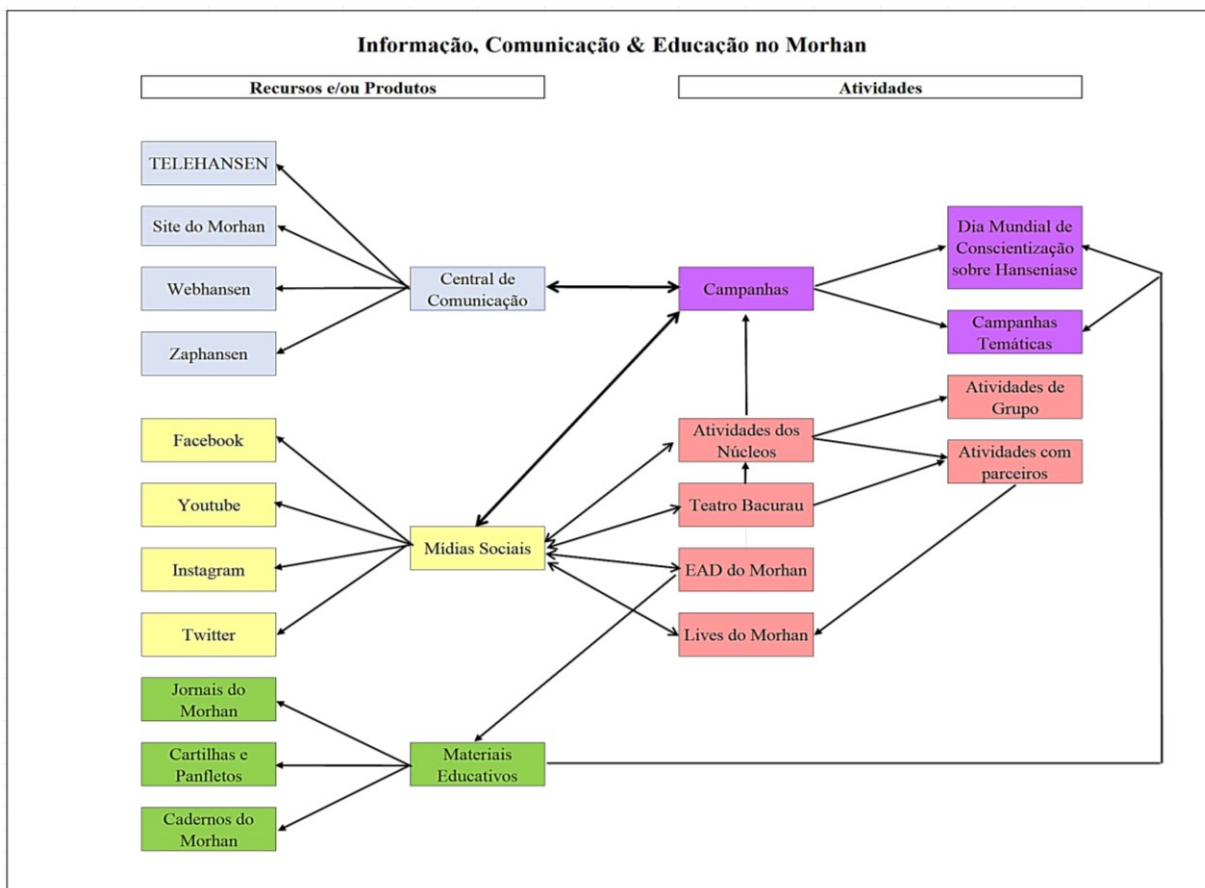 Informação, Comunicação & Educação no Morhan
Recursos e/ou Produtos
Atividades
TELEHANSEN
Site do Morhan
Webhansen
Zaphansen
Central de
Comunicação
Campanhas
Dia Mundial de
Conscientização
sobre Hanseníase
Campanhas
Temáticas
Facebook
Youtube
Instagram
Twitter
Mídias Sociais
Atividades dos
Núcleos
Teatro Bacurau
EAD do Morhan
Lives do Morhan
Atividades de
Grupo
Atividades com
parceiros
Jornais do
Morhan
Cartilhas e
Panfletos
Cadernos do
Morhan
Materiais
Educativos